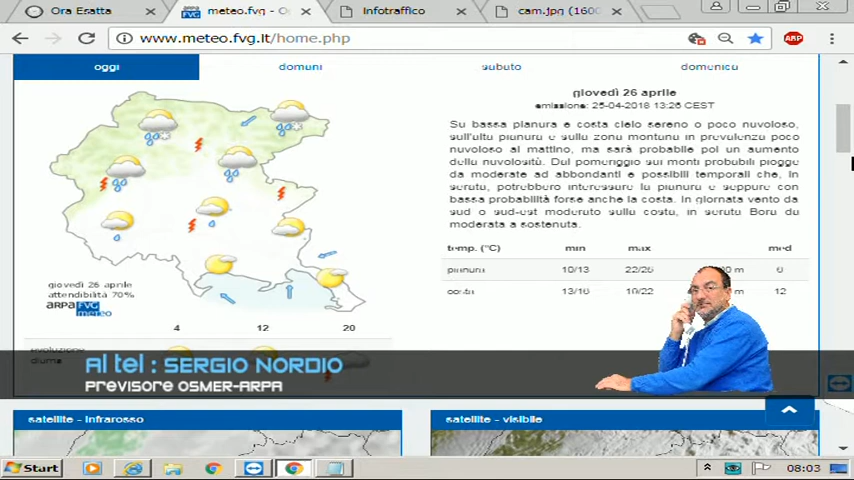 Ora Esatta
meteo.fvg - O
Infotraffico
cam.jpg (160
www.meteo.fvg.it/home.php
ABP
oggi
domani
sabato
domenica
giovedì 26 aprile
emissione: 25-04-2018 13:26 CEST
Su bassa pianura e costa cielo sereno o poco nuvoloso,
sull'alta pianura e sulla zona montana in prevalenza poco
nuvoloso al mattino, ma sarà probabile poi un aumento
della nuvolosità. Dal pomeriggio sui monti probabili piogge
da moderate ad abbondanti e possibili temporali che, in
serata, potrebbero interessare la pianura e seppure con
bassa probabilità forse anche la costa. In giornata vento da
sud o sud-est moderato sulla costa, in serata Bora da
moderata a sostenuta.
temp. (°C) min max med
pianura 10/13 22/26 m 6
costa 13/16 19/22 m 12
giovedì 26 aprile
attendibilità 70%
ARPA FVG
meteo
4 12 20
evoluzione
diurna
Al tel : SERGIO NORDIO
Previsore OSMER-ARPA
satellite - infrarosso
satellite - visibile
Start
08:03